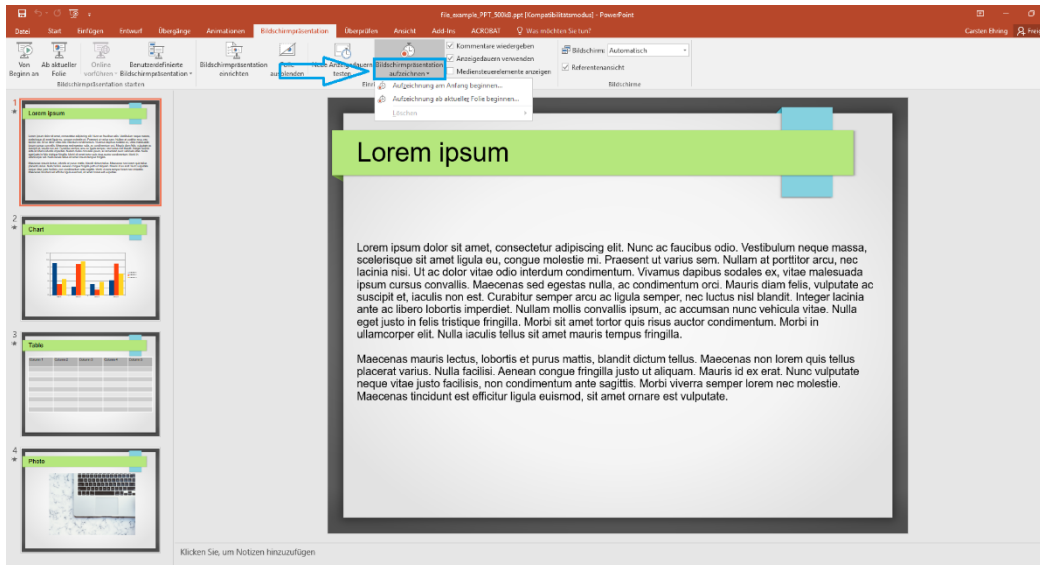 file_example_PPT_500kB.ppt [Kompatibilitätsmodus] - PowerPoint
Datei Start Einfügen Entwurf Übergänge Animationen Bildschirmpräsentation Überprüfen Ansicht Add-Ins ACROBAT Was möchten Sie tun? Carsten Ehring
Von Beginn an
Ab aktueller Folie
Online vorführen
Benutzerdefinierte Bildschirmpräsentation
Bildschirmpräsentation starten
Bildschirmpräsentation einrichten
Neue Anzeigedauern testen
Bildschirmpräsentation aufzeichnen
Kommentare wiedergeben
Anzeigedauern verwenden
Mediensteuerelemente anzeigen
Bildschirm: Automatisch
Referentenansicht
Bildschirme
Aufzeichnung am Anfang beginnen...
Aufzeichnung ab aktueller Folie beginnen...
Löschen
1
Lorem ipsum
2
Chart
3
Table
4
Photo
Lorem ipsum
Lorem ipsum dolor sit amet, consectetur adipiscing elit. Nunc ac faucibus odio. Vestibulum neque massa,
scelerisque sit amet ligula eu, congue molestie mi. Praesent ut varius sem. Nullam at porttitor arcu, nec
lacinia nisi. Ut ac dolor vitae odio interdum condimentum. Vivamus dapibus sodales ex, vitae malesuada
ipsum cursus convallis. Maecenas sed egestas nulla, ac condimentum orci. Mauris diam felis, vulputate ac
suscipit et, iaculis non est. Curabitur semper arcu ac ligula semper, nec luctus nisl blandit. Integer lacinia
ante ac libero lobortis imperdiet. Nullam mollis convallis ipsum, ac accumsan nunc vehicula vitae. Nulla
eget justo in felis tristique fringilla. Morbi sit amet tortor quis risus auctor condimentum. Morbi in
ullamcorper elit. Nulla iaculis tellus sit amet mauris tempus fringilla.
Maecenas mauris lectus, lobortis et purus mattis, blandit dictum tellus. Maecenas non lorem quis tellus
placerat varius. Nulla facilisi. Aenean congue fringilla justo ut aliquam. Mauris id ex erat. Nunc vulputate
neque vitae justo facilisis, non condimentum ante sagittis. Morbi viverra semper lorem nec molestie.
Maecenas tincidunt est efficitur ligula euismod, sit amet ornare est vulputate.
Klicken Sie, um Notizen hinzuzufügen